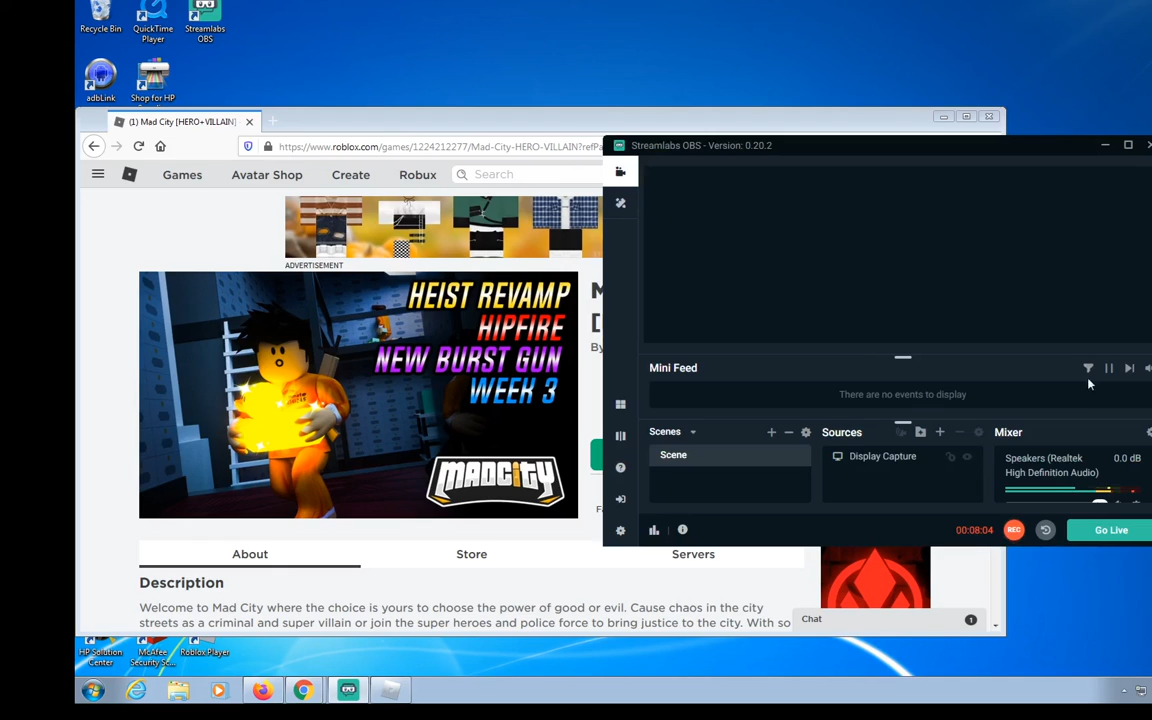 Recycle Bin
QuickTime
Player
Streamlabs
OBS
adbLink
Shop for HP
(1) Mad City [HERO+VILLAIN]
https://www.roblox.com/games/1224212277/Mad-City-HERO-VILLAIN?refPa
Streamlabs OBS - Version: 0.20.2
Games
Avatar Shop
Create
Robux
Search
ADVERTISEMENT
HEIST REVAMP
HIPFIRE
NEW BURST GUN
WEEK 3
MADCITY
M
[
By
Mini Feed
There are no events to display
Scenes
Sources
Mixer
Scene
Display Capture
Speakers (Realtek
High Definition Audio)
0.0 dB
00:08:04
REC
Go Live
About
Store
Servers
Description
Welcome to Mad City where the choice is yours to choose the power of good or evil. Cause chaos in the city
streets as a criminal and super villain or join the super heroes and police force to bring justice to the city. With so
Chat
1
HP Solution
Center
McAfee
Security Sc...
Roblox Player